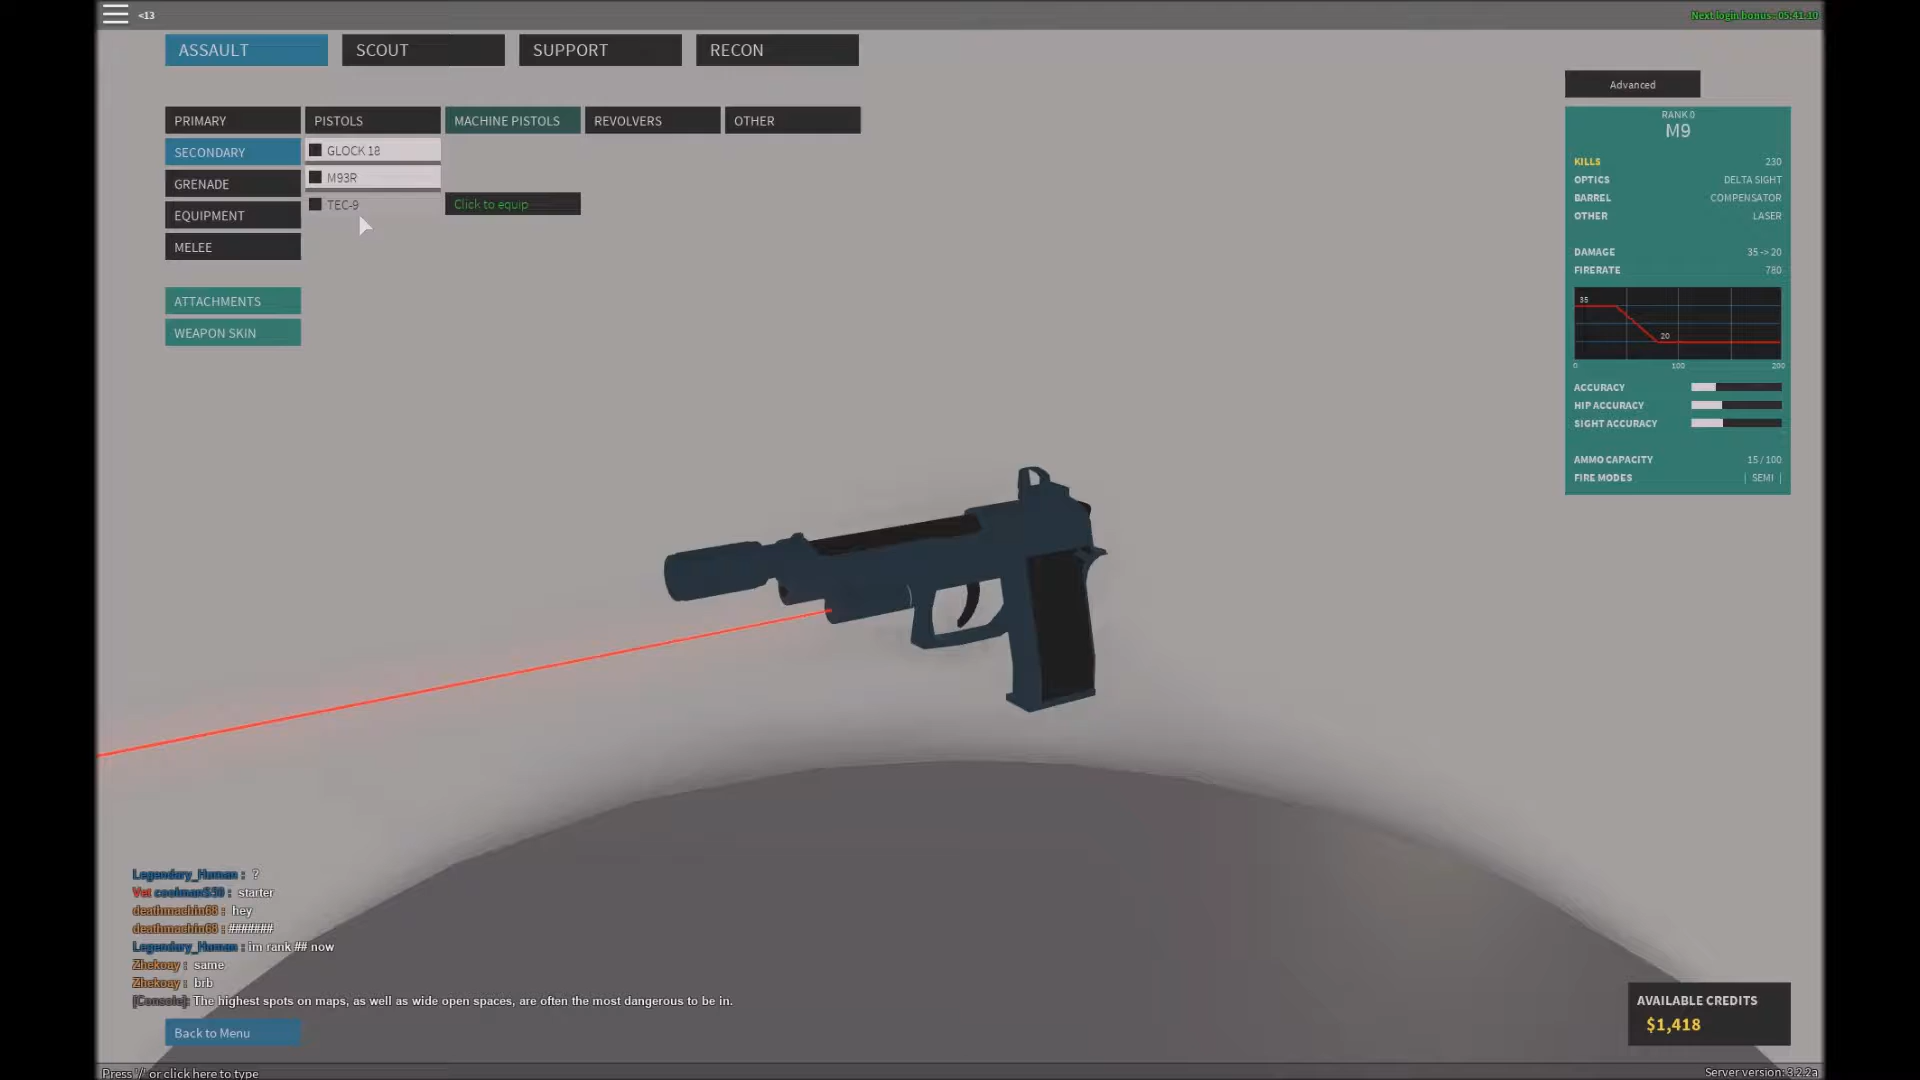 <13
Next login bonus : 05:41:10
ASSAULT
SCOUT
SUPPORT
RECON
Advanced
PRIMARY
PISTOLS
MACHINE PISTOLS
REVOLVERS
OTHER
SECONDARY
GLOCK 18
M93R
GRENADE
TEC-9
Click to equip
EQUIPMENT
MELEE
ATTACHMENTS
WEAPON SKIN
RANK 0
M9
KILLS 230
OPTICS DELTA SIGHT
BARREL COMPENSATOR
OTHER LASER
DAMAGE 35 -> 20
FIRERATE 780
35
20
0 100 200
ACCURACY
HIP ACCURACY
SIGHT ACCURACY
AMMO CAPACITY 15 / 100
FIRE MODES | SEMI |
Legendary_Human : ?
Vet coolman550 : starter
deathmachin68 : hey
deathmachin68 : #######
Legendary_Human : im rank ## now
Zhekoay : same
Zhekoay : brb
[Console]: The highest spots on maps, as well as wide open spaces, are often the most dangerous to be in.
Back to Menu
AVAILABLE CREDITS
$1,418
Press '/' or click here to type
Server version: 3.2.2a